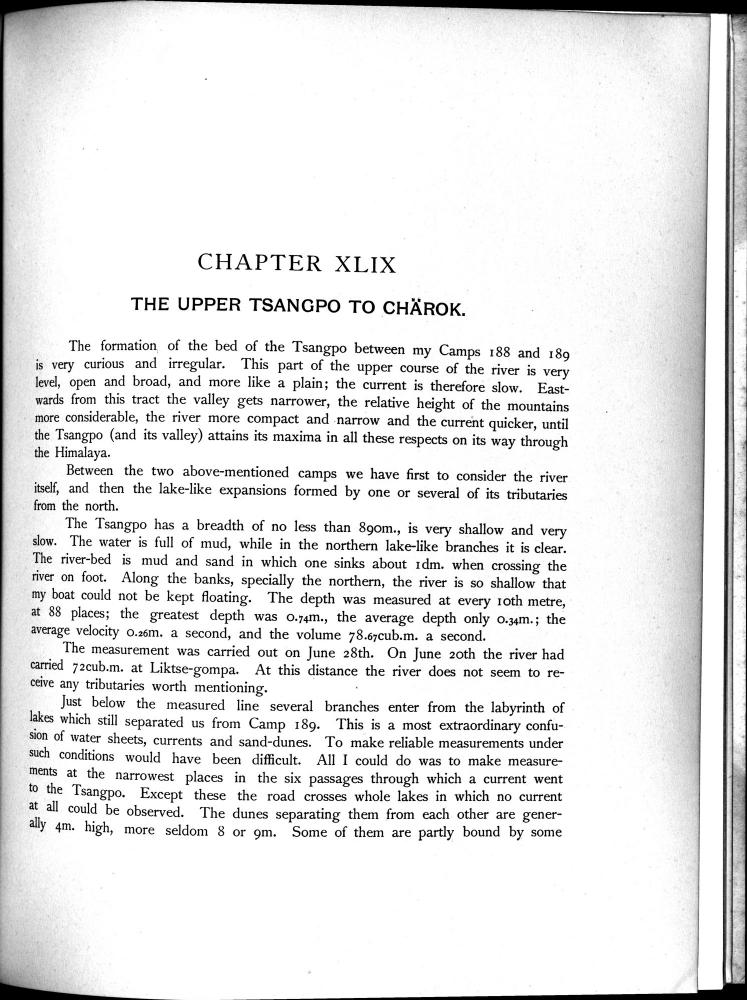 CHAPTER XLIX
THE UPPER TSANGPO TO CHÄROK.
The formation of the bed of the Tsangpo between my Camps 188 and 189
is very curious and irregular. This part of the upper course of the river is very
level, open and broad, and more like a plain; the current is therefore slow. East-
wards from this tract the valley gets narrower, the relative height of the mountains
more considerable, the river more compact and narrow and the current quicker, until
the Tsangpo (and its valley) attains its maxima in all these respects on its way through
the Himalaya.
Between the two above-mentioned camps we have first to consider the river
itself, and then the lake-like expansions formed by one or several of its tributaries
from the north.
The Tsangpo has a breadth of no less than 890m., is very shallow and very
slow. The water is full of mud, while in the northern lake-like branches it is clear.
The river-bed is mud and sand in which one sinks about 1dm. when crossing the
river on foot. Along the banks, specially the northern, the river is so shallow that
my boat could not be kept floating. The depth was measured at every 10th metre,
at 88 places; the greatest depth was 0.74m., the average depth only 0.34m.; the
average velocity 0.26m. a second, and the volume 78.67cub.m. a second.
The measurement was carried out on June 28th. On June 20th the river had
carried 72cub.m. at Liktse-gompa. At this distance the river does not seem to re-
ceive any tributaries worth mentioning.
Just below the measured line several branches enter from the labyrinth of
lakes which still separated us from Camp 189. This is a most extraordinary confu-
sion of water sheets, currents and sand-dunes. To make reliable measurements under
such conditions would have been difficult. All I could do was to make measure-
ments at the narrowest places in the six passages through which a current went
to the Tsangpo. Except these the road crosses whole lakes in which no current
at all could be observed. The dunes separating them from each other are gener-
ally 4m. high, more seldom 8 or 9m. Some of them are partly bound by some